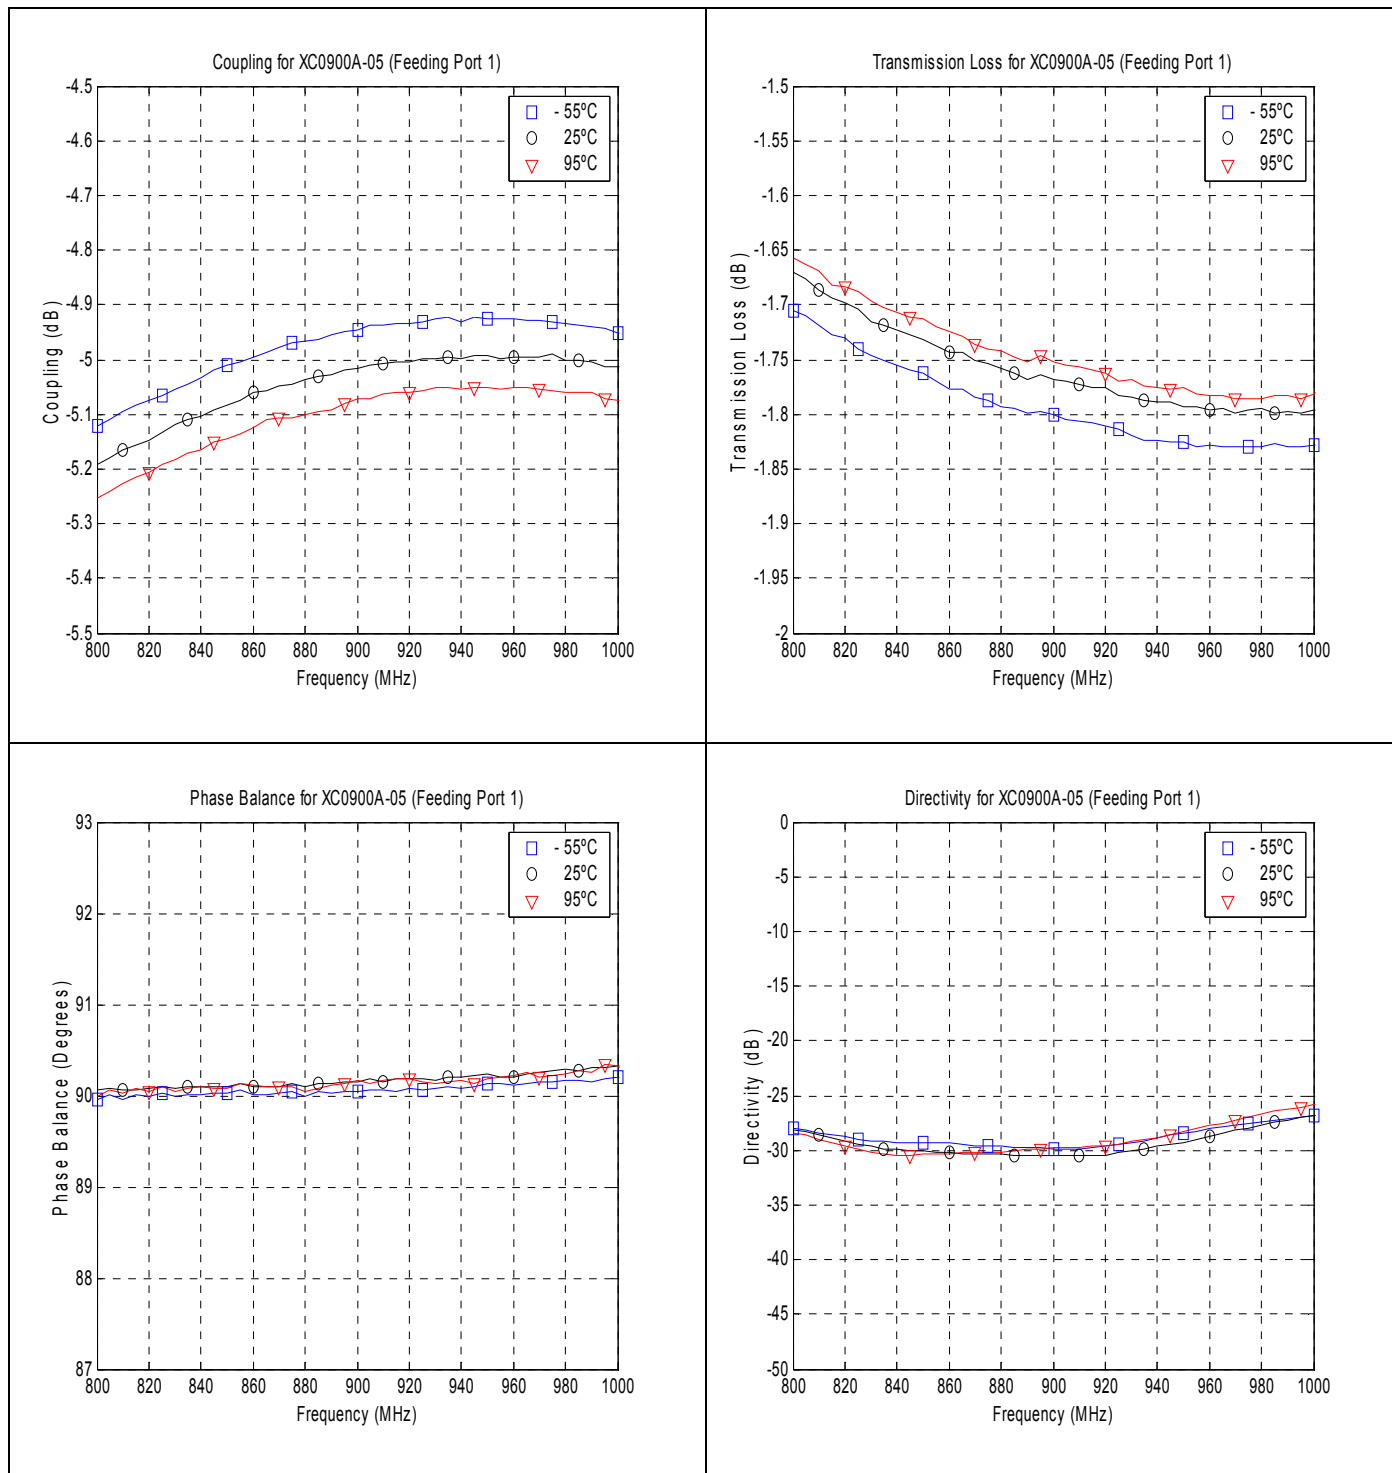 Coupling for XC0900A-05 (Feeding Port 1)
-4.5
-4.6
-4.7
-4.8
-4.9
-5
-5.1
-5.2
-5.3
-5.4
-5.5
Coupling (dB)
- 55ºC
25ºC
95ºC
800 820 840 860 880 900 920 940 960 980 1000
Frequency (MHz)
Transmission Loss for XC0900A-05 (Feeding Port 1)
-1.5
-1.55
-1.6
-1.65
-1.7
-1.75
-1.8
-1.85
-1.9
-1.95
-2
Transmission Loss (dB)
- 55ºC
25ºC
95ºC
800 820 840 860 880 900 920 940 960 980 1000
Frequency (MHz)
Phase Balance for XC0900A-05 (Feeding Port 1)
93
92
91
90
89
88
87
Phase Balance (Degrees)
- 55ºC
25ºC
95ºC
800 820 840 860 880 900 920 940 960 980 1000
Frequency (MHz)
Directivity for XC0900A-05 (Feeding Port 1)
0
-5
-10
-15
-20
-25
-30
-35
-40
-45
-50
Directivity (dB)
- 55ºC
25ºC
95ºC
800 820 840 860 880 900 920 940 960 980 1000
Frequency (MHz)